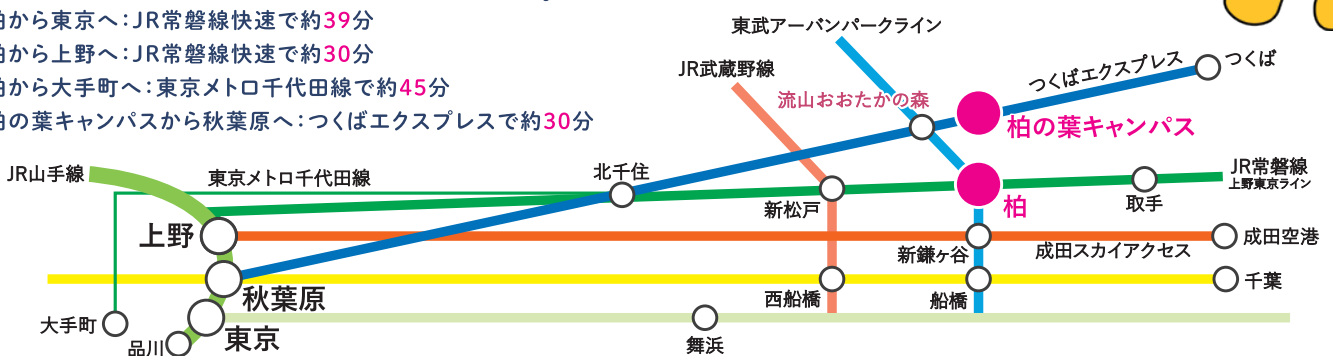 から東京へ：JR常磐線快速で約39分
から上野へ：JR常磐線快速で約30分
から大手町へ：東京メトロ千代田線で約45分
の葉キャンパスから秋葉原へ：つくばエクスプレスで約30分
東武アーバンパークライン
JR武蔵野線
つくばエクスプレス
つくば
流山おおたかの森
柏の葉キャンパス
JR山手線
東京メトロ千代田線
北千住
JR常磐線
上野東京ライン
新松戸
柏
取手
上野
新鎌ヶ谷
成田スカイアクセス
成田空港
秋葉原
西船橋
船橋
千葉
大手町
東京
品川
舞浜